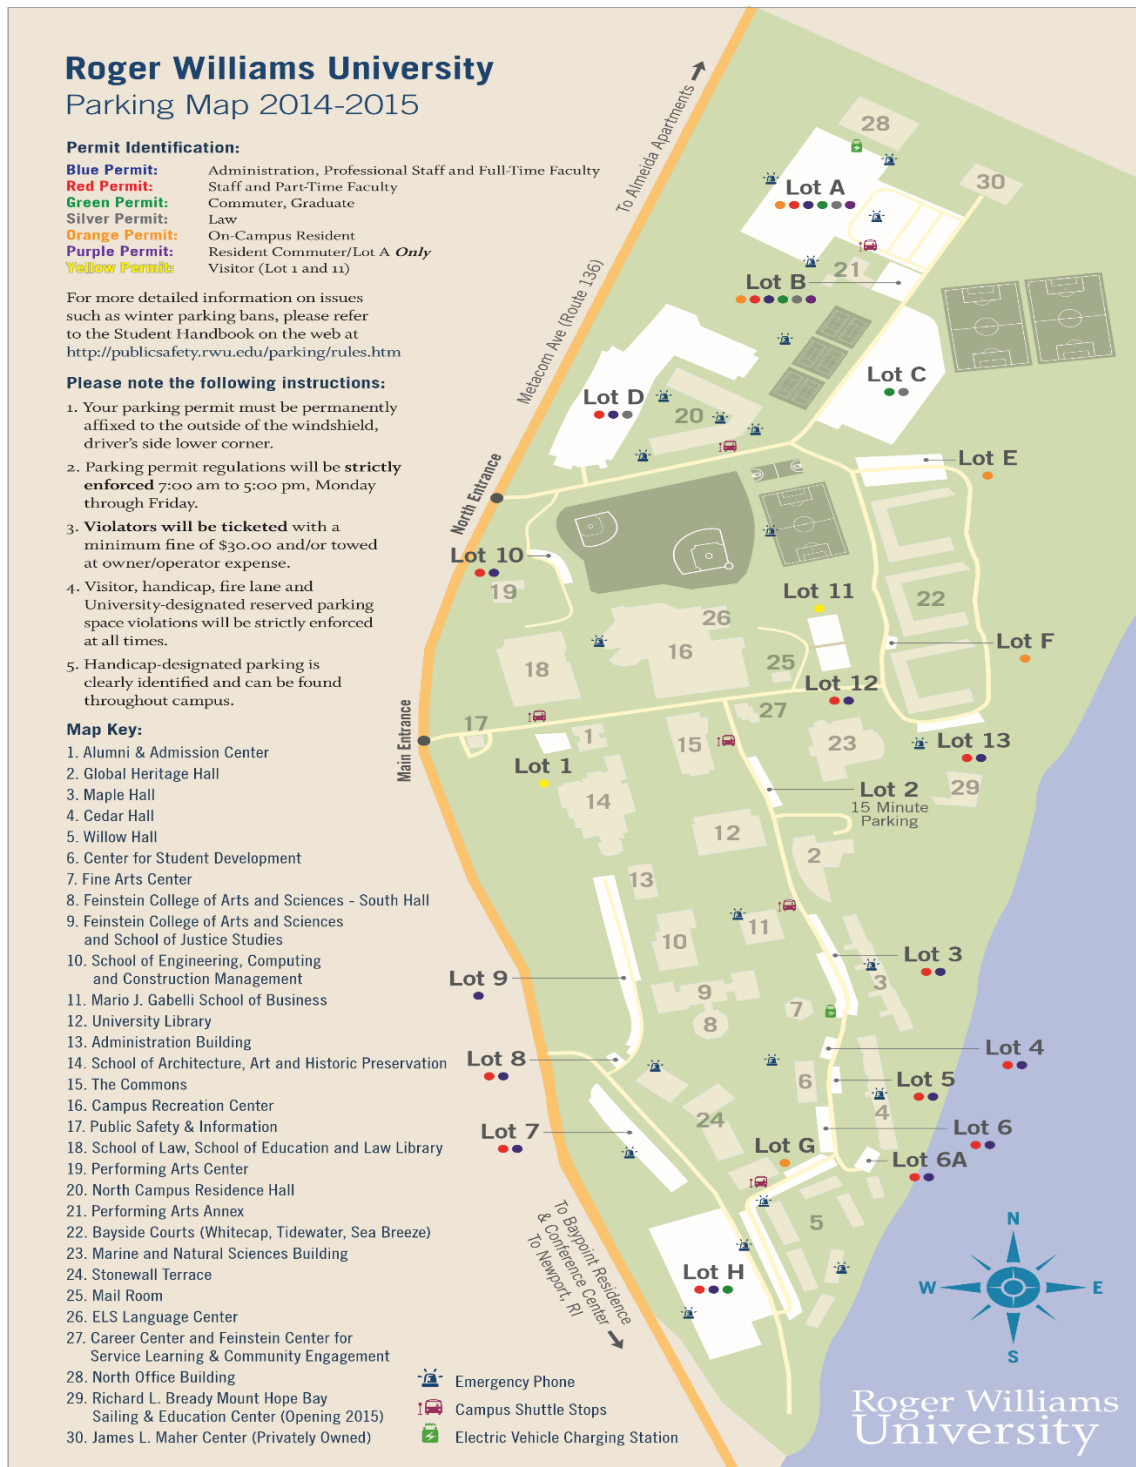 Roger Williams University
Parking Map 2014-2015
Permit Identification:
Blue Permit: Administration, Professional Staff and Full-Time Faculty
Red Permit: Staff and Part-Time Faculty
Green Permit: Commuter, Graduate
Silver Permit: Law
Orange Permit: On-Campus Resident
Purple Permit: Resident Commuter/Lot A Only
Yellow Permit: Visitor (Lot 1 and 11)
For more detailed information on issues
such as winter parking bans, please refer
to the Student Handbook on the web at
http://publicsafety.rwu.edu/parking/rules.htm
Please note the following instructions:
1. Your parking permit must be permanently
affixed to the outside of the windshield,
driver's side lower corner.
2. Parking permit regulations will be strictly
enforced 7:00 am to 5:00 pm, Monday
through Friday.
3. Violators will be ticketed with a
minimum fine of $30.00 and/or towed
at owner/operator expense.
4. Visitor, handicap, fire lane and
University-designated reserved parking
space violations will be strictly enforced
at all times.
5. Handicap-designated parking is
clearly identified and can be found
throughout campus.
Map Key:
1. Alumni & Admission Center
2. Global Heritage Hall
3. Maple Hall
4. Cedar Hall
5. Willow Hall
6. Center for Student Development
7. Fine Arts Center
8. Feinstein College of Arts and Sciences - South Hall
9. Feinstein College of Arts and Sciences
and School of Justice Studies
10. School of Engineering, Computing
and Construction Management
11. Mario J. Gabelli School of Business
12. University Library
13. Administration Building
14. School of Architecture, Art and Historic Preservation
15. The Commons
16. Campus Recreation Center
17. Public Safety & Information
18. School of Law, School of Education and Law Library
19. Performing Arts Center
20. North Campus Residence Hall
21. Performing Arts Annex
22. Bayside Courts (Whitecap, Tidewater, Sea Breeze)
23. Marine and Natural Sciences Building
24. Stonewall Terrace
25. Mail Room
26. ELS Language Center
27. Career Center and Feinstein Center for
Service Learning & Community Engagement
28. North Office Building
29. Richard L. Bready Mount Hope Bay
Sailing & Education Center (Opening 2015)
30. James L. Maher Center (Privately Owned)
Emergency Phone
Campus Shuttle Stops
Electric Vehicle Charging Station
To Almeida Apartments
Metacom Ave (Route 136)
North Entrance
Main Entrance
To Baypoint Residence
& Conference Center
To Newport, RI
28
Lot A
30
21
Lot B
Lot C
Lot D
20
Lot E
Lot 10
19
Lot 11
22
26
16
18
25
Lot F
Lot 12
27
17
1
15
23
Lot 13
Lot 1
29
14
Lot 2
15 Minute
Parking
12
2
13
11
10
Lot 3
3
Lot 9
9
7
8
Lot 4
Lot 8
6
Lot 5
4
24
Lot 7
Lot 6
Lot G
Lot 6A
5
Lot H
N
W
E
S
Roger Williams
University